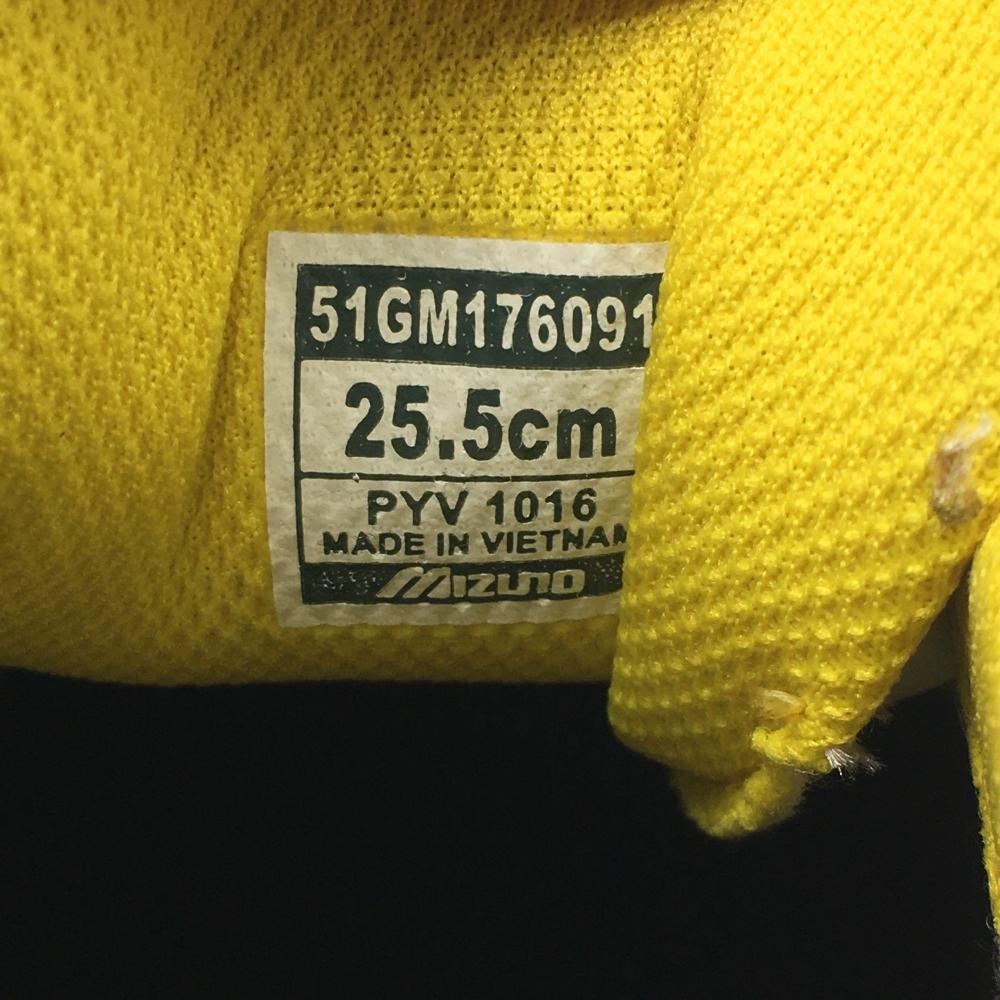 51GM176091
25.5cm
PYV 1016
MADE IN VIETNAM
MIZUNO